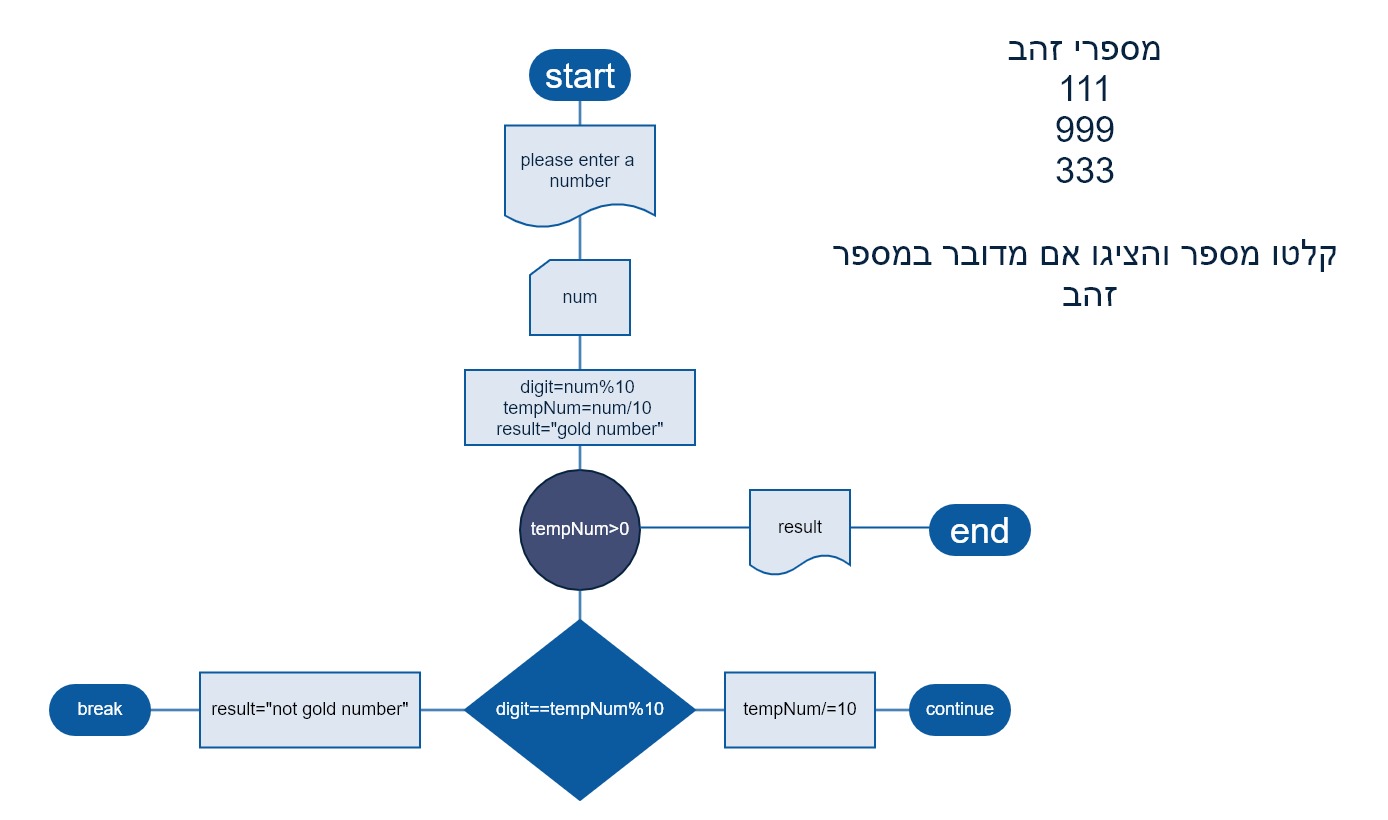 start
please enter a
number
num
digit=num%10
tempNum=num/10
result="gold number"
tempNum>0
result
end
break
result="not gold number"
digit==tempNum%10
tempNum/=10
continue
מספרי זהב
111
999
333
קלטו מספר והציגו אם מדובר במספר
זהב